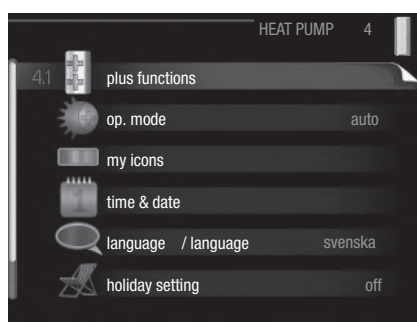 HEAT PUMP 4
4.1 plus functions
op. mode auto
my icons
time & date
language / language svenska
holiday setting off